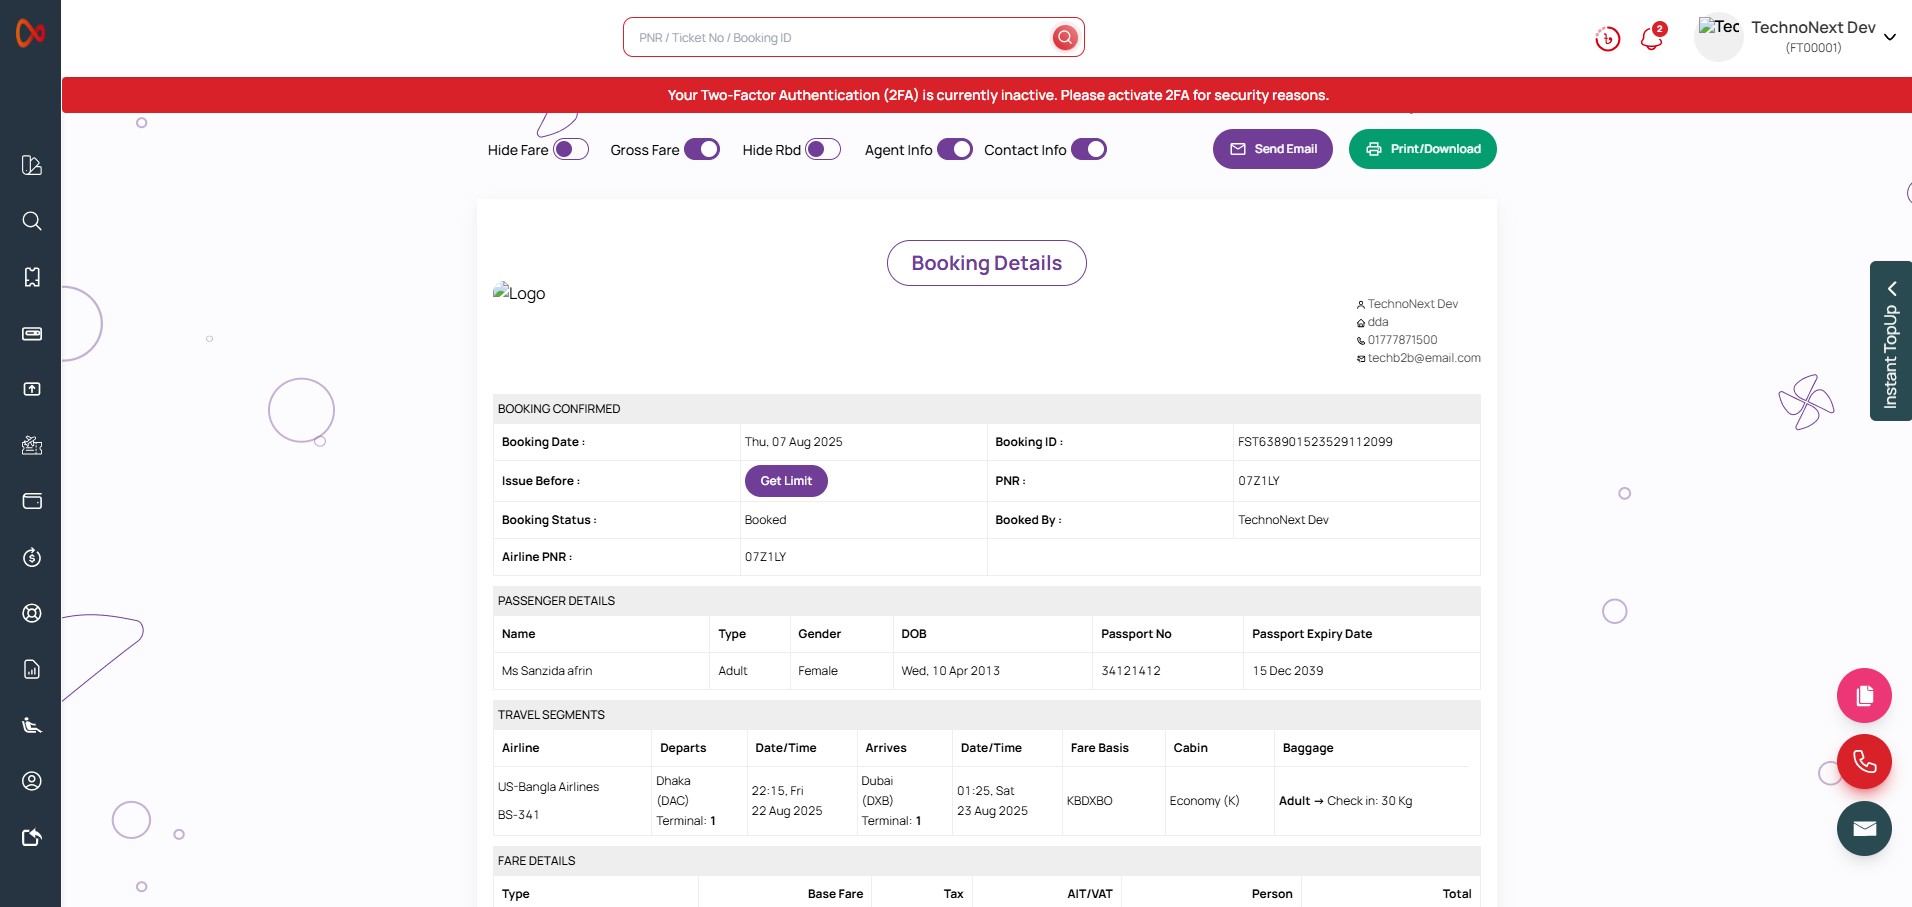 PNR / Ticket No / Booking ID
2
Tec
TechnoNext Dev
(FT00001)
Your Two-Factor Authentication (2FA) is currently inactive. Please activate 2FA for security reasons.
Hide Fare
Gross Fare
Hide Rbd
Agent Info
Contact Info
Send Email
Print/Download
Booking Details
Logo
TechnoNext Dev
dda
01777871500
techb2b@email.com
Instant TopUp
BOOKING CONFIRMED
Booking Date : Thu, 07 Aug 2025 Booking ID : FST638901523529112099
Issue Before : Get Limit PNR : 07Z1LY
Booking Status : Booked Booked By : TechnoNext Dev
Airline PNR : 07Z1LY
PASSENGER DETAILS
Name Type Gender DOB Passport No Passport Expiry Date
Ms Sanzida afrin Adult Female Wed, 10 Apr 2013 34121412 15 Dec 2039
TRAVEL SEGMENTS
Airline Departs Date/Time Arrives Date/Time Fare Basis Cabin Baggage
US-Bangla Airlines
BS-341
Dhaka
(DAC)
Terminal: 1
22:15, Fri
22 Aug 2025
Dubai
(DXB)
Terminal: 1
01:25, Sat
23 Aug 2025
KBDXBO
Economy (K)
Adult → Check in: 30 Kg
FARE DETAILS
Type Base Fare Tax AIT/VAT Person Total